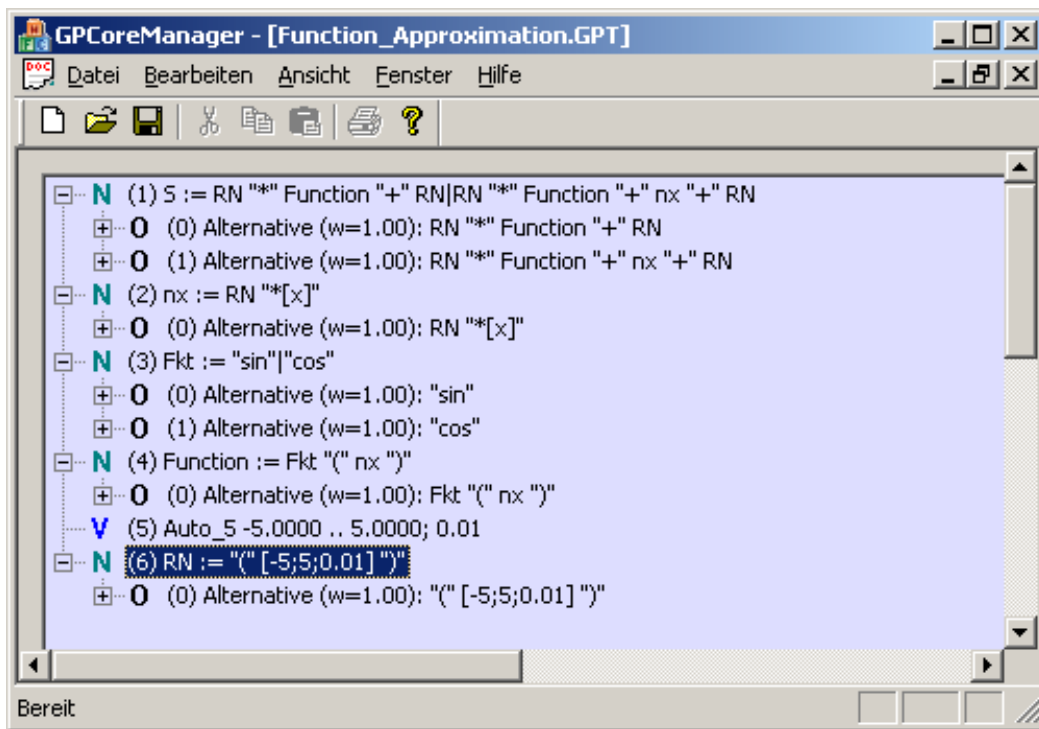 GPCoreManager - [Function_Approximation.GPT]
DOC Datei Bearbeiten Ansicht Fenster Hilfe
N (1) S := RN "*" Function "+" RN|RN "*" Function "+" nx "+" RN
O (0) Alternative (w=1.00): RN "*" Function "+" RN
O (1) Alternative (w=1.00): RN "*" Function "+" nx "+" RN
N (2) nx := RN "*[x]"
O (0) Alternative (w=1.00): RN "*[x]"
N (3) Fkt := "sin"|"cos"
O (0) Alternative (w=1.00): "sin"
O (1) Alternative (w=1.00): "cos"
N (4) Function := Fkt "(" nx ")"
O (0) Alternative (w=1.00): Fkt "(" nx ")"
V (5) Auto_5 -5.0000 .. 5.0000; 0.01
N (6) RN := "(" [-5;5;0.01] ")"
O (0) Alternative (w=1.00): "(" [-5;5;0.01] ")"
Bereit